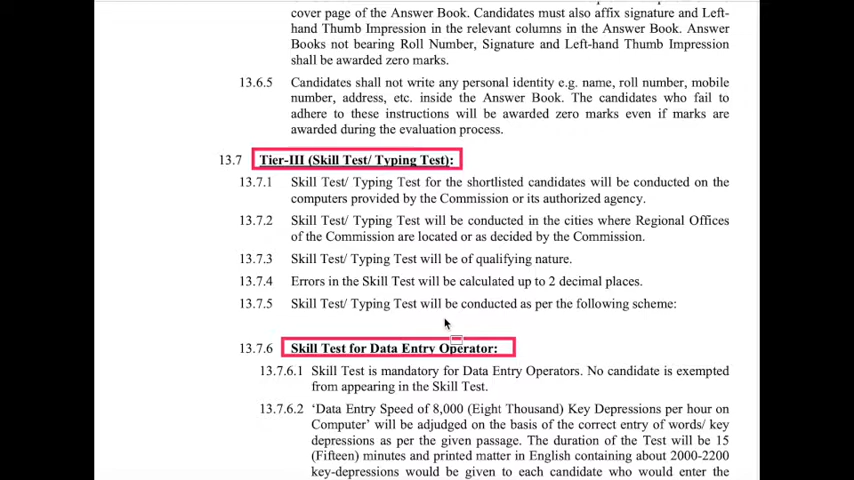 cover page of the Answer Book. Candidates must also affix signature and Left-
hand Thumb Impression in the relevant columns in the Answer Book. Answer
Books not bearing Roll Number, Signature and Left-hand Thumb Impression
shall be awarded zero marks.
13.6.5 Candidates shall not write any personal identity e.g. name, roll number, mobile
number, address, etc. inside the Answer Book. The candidates who fail to
adhere to these instructions will be awarded zero marks even if marks are
awarded during the evaluation process.
13.7 Tier-III (Skill Test/ Typing Test):
13.7.1 Skill Test/ Typing Test for the shortlisted candidates will be conducted on the
computers provided by the Commission or its authorized agency.
13.7.2 Skill Test/ Typing Test will be conducted in the cities where Regional Offices
of the Commission are located or as decided by the Commission.
13.7.3 Skill Test/ Typing Test will be of qualifying nature.
13.7.4 Errors in the Skill Test will be calculated up to 2 decimal places.
13.7.5 Skill Test/ Typing Test will be conducted as per the following scheme:
13.7.6 Skill Test for Data Entry Operator:
13.7.6.1 Skill Test is mandatory for Data Entry Operators. No candidate is exempted
from appearing in the Skill Test.
13.7.6.2 ‘Data Entry Speed of 8,000 (Eight Thousand) Key Depressions per hour on
Computer’ will be adjudged on the basis of the correct entry of words/ key
depressions as per the given passage. The duration of the Test will be 15
(Fifteen) minutes and printed matter in English containing about 2000-2200
key-depressions would be given to each candidate who would enter the